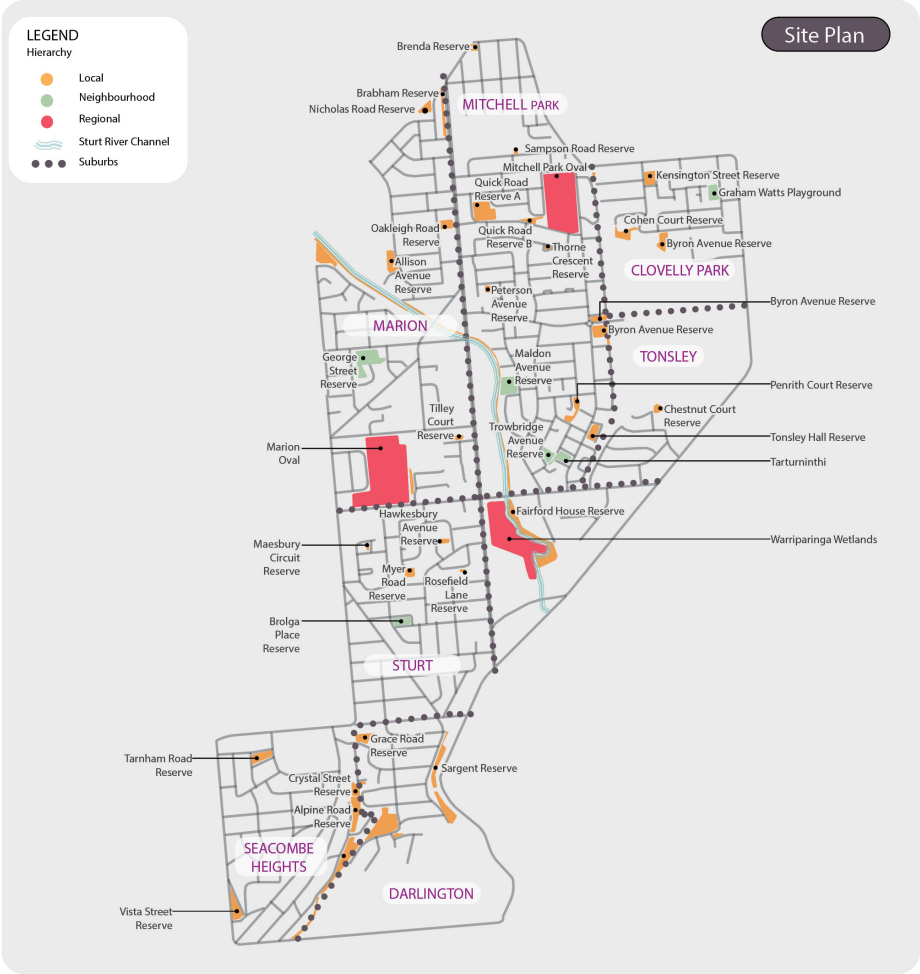 LEGEND
Hierarchy
Local
Neighbourhood
Regional
Sturt River Channel
Suburbs
Site Plan
Brenda Reserve
Brabham Reserve
MITCHELL PARK
Nicholas Road Reserve
Sampson Road Reserve
Mitchell Park Oval
Kensington Street Reserve
Quick Road
Reserve A
Graham Watts Playground
Oakleigh Road
Reserve
Quick Road
Reserve B
Cohen Court Reserve
Thorne
Crescent
Reserve
Byron Avenue Reserve
Allison
Avenue
Reserve
CLOVELLY PARK
Peterson
Avenue
Reserve
Byron Avenue Reserve
MARION
Byron Avenue Reserve
George
Street
Reserve
Maldon
Avenue
Reserve
TONSLEY
Penrith Court Reserve
Tilley
Court
Reserve
Chestnut Court
Reserve
Trowbridge
Avenue
Reserve
Tonsley Hall Reserve
Marion
Oval
Tarturninthi
Hawkesbury
Avenue
Reserve
Fairford House Reserve
Maesbury
Circuit
Reserve
Warriparinga Wetlands
Myer
Road
Reserve
Rosefield
Lane
Reserve
Brolga
Place
Reserve
STURT
Grace Road
Reserve
Tarnham Road
Reserve
Sargent Reserve
Crystal Street
Reserve
Alpine Road
Reserve
SEACOMBE
HEIGHTS
DARLINGTON
Vista Street
Reserve